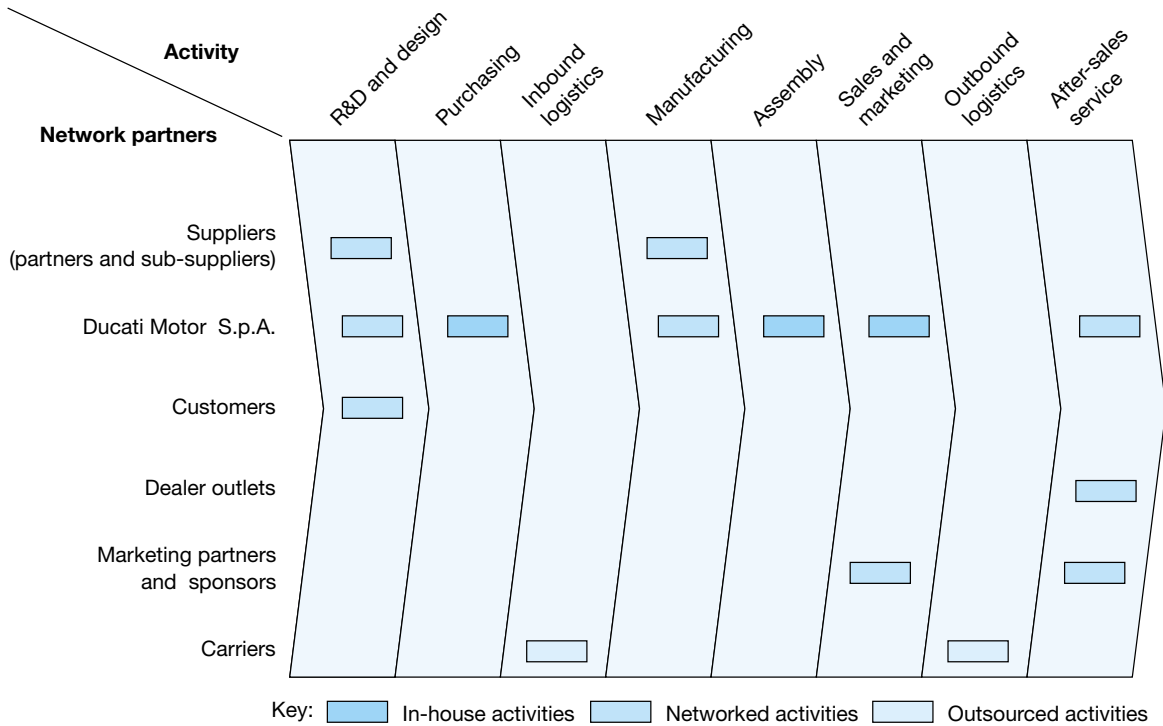 Activity
Network partners
R&D and design
Purchasing
Inbound
logistics
Manufacturing
Assembly
Sales and
marketing
Outbound
logistics
After-sales
service
Suppliers
(partners and sub-suppliers)
Ducati Motor S.p.A.
Customers
Dealer outlets
Marketing partners
and sponsors
Carriers
Key: In-house activities Networked activities Outsourced activities